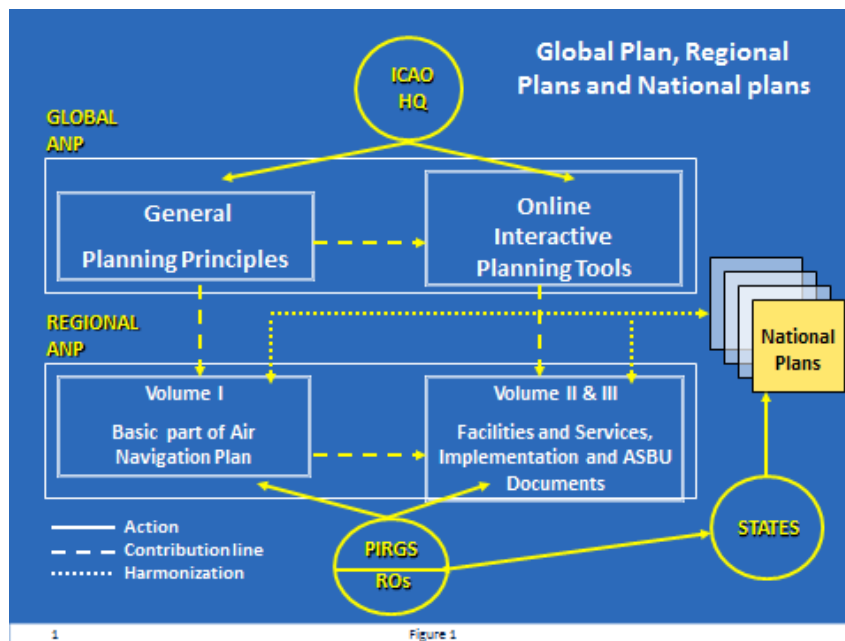 Global Plan, Regional
Plans and National plans
ICAO
HQ
GLOBAL
ANP
General
Planning Principles
Online
Interactive
Planning Tools
REGIONAL
ANP
National
Plans
Volume I
Basic part of Air
Navigation Plan
Volume II & III
Facilities and Services,
Implementation and ASBU
Documents
Action
Contribution line
Harmonization
PIRGS
ROs
STATES
1
Figure 1